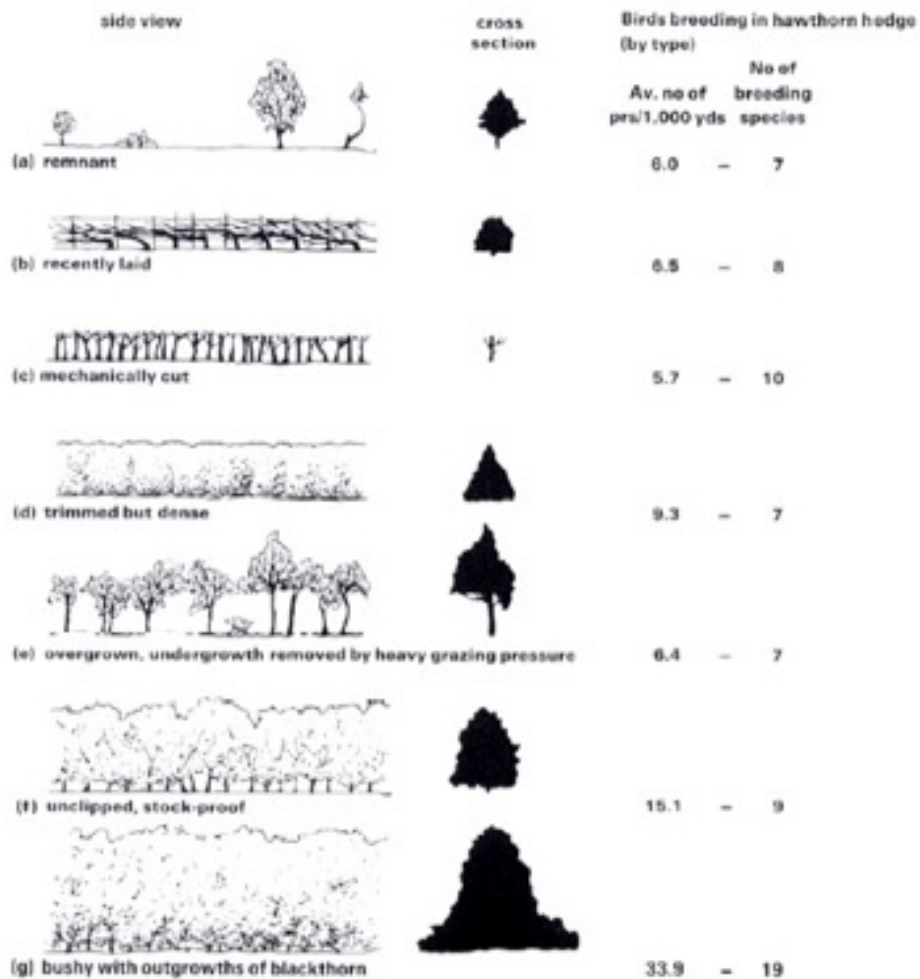 side view
cross section
Birds breeding in hawthorn hedge (by type)
Av. no of prs/1,000 yds
No of breeding species
(a) remnant 6.0 – 7
(b) recently laid 6.5 – 8
(c) mechanically cut 5.7 – 10
(d) trimmed but dense 9.3 – 7
(e) overgrown, undergrowth removed by heavy grazing pressure 6.4 – 7
(f) unclipped, stock-proof 15.1 – 9
(g) bushy with outgrowths of blackthorn 33.9 – 19